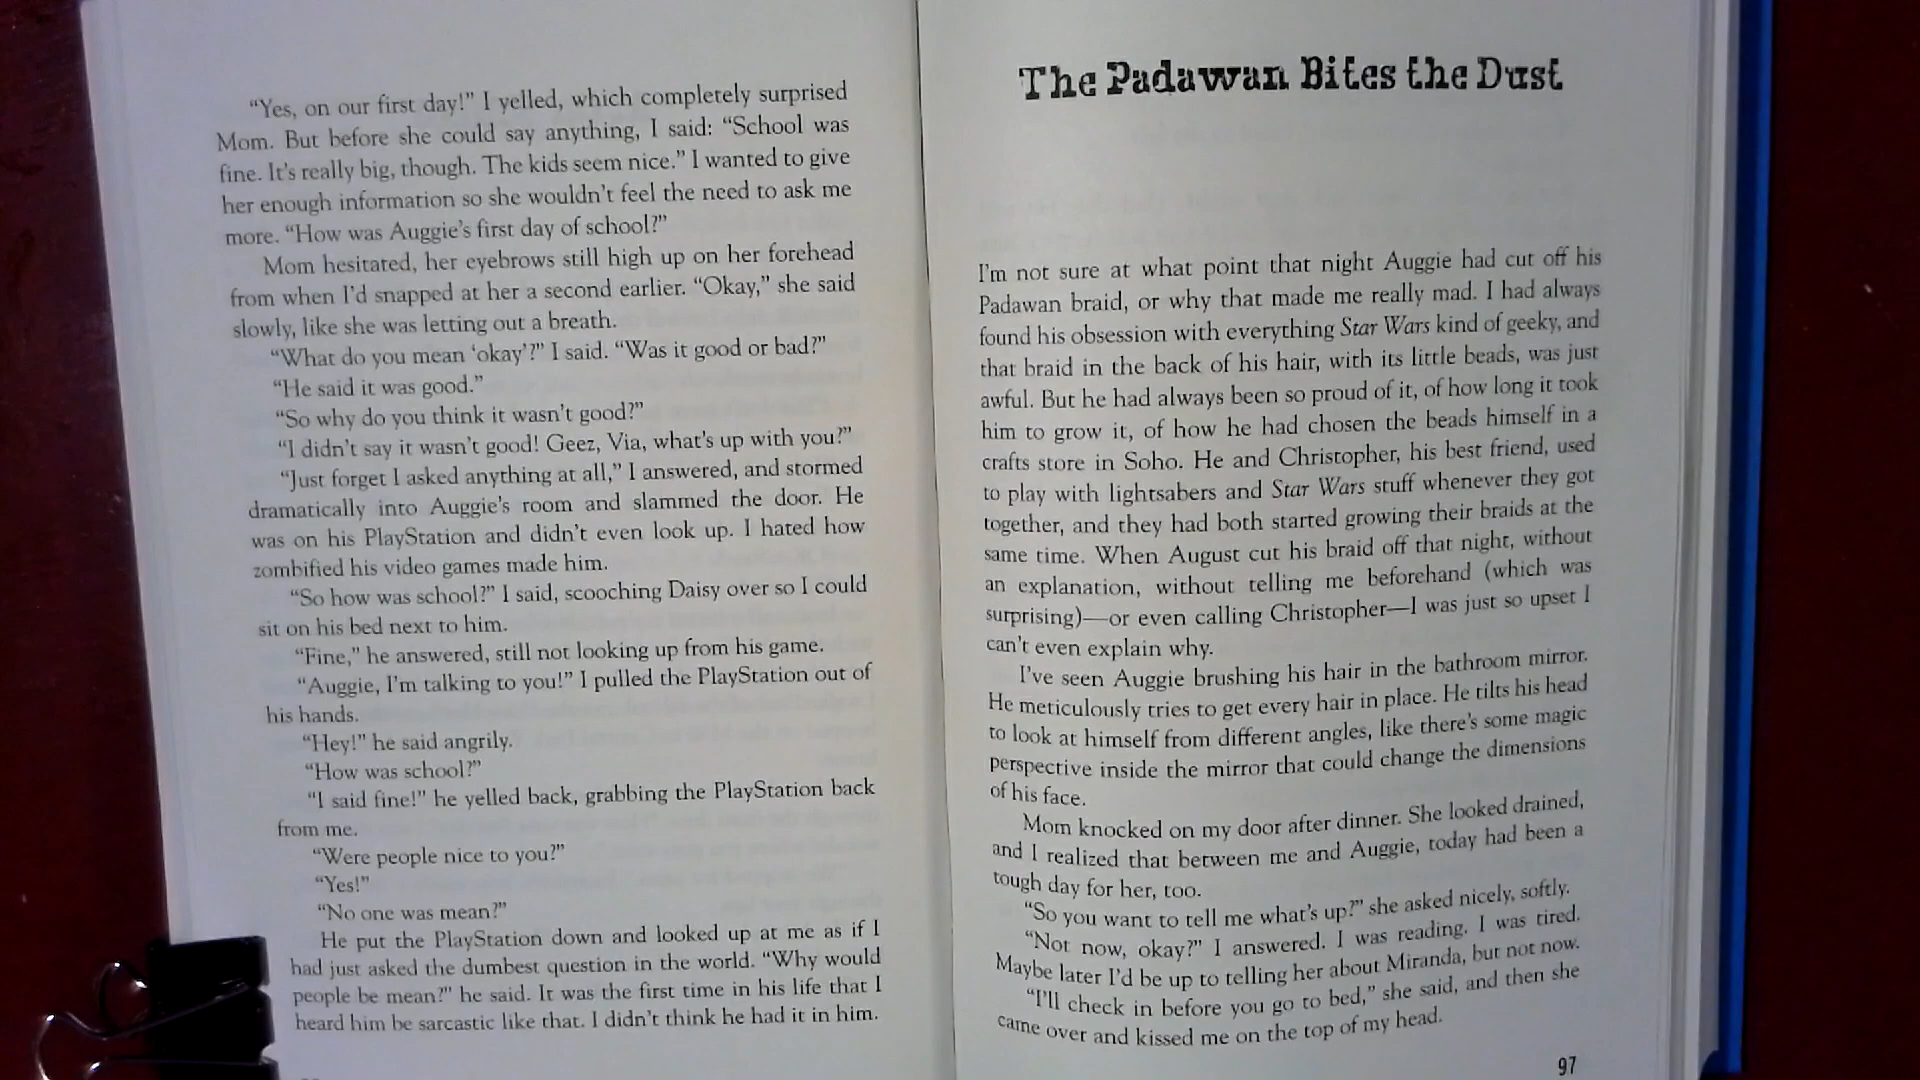 “Yes, on our first day!” I yelled, which completely surprised
Mom. But before she could say anything, I said: “School was
fine. It's really big, though. The kids seem nice.” I wanted to give
her enough information so she wouldn't feel the need to ask me
more. “How was Auggie's first day of school?”
Mom hesitated, her eyebrows still high up on her forehead
from when I'd snapped at her a second earlier. “Okay,” she said
slowly, like she was letting out a breath.
“What do you mean ‘okay’?” I said. “Was it good or bad?”
“He said it was good.”
“So why do you think it wasn't good?”
“I didn't say it wasn't good! Geez, Via, what's up with you?”
“Just forget I asked anything at all,” I answered, and stormed
dramatically into Auggie's room and slammed the door. He
was on his PlayStation and didn't even look up. I hated how
zombified his video games made him.
“So how was school?” I said, scooching Daisy over so I could
sit on his bed next to him.
“Fine,” he answered, still not looking up from his game.
“Auggie, I'm talking to you!” I pulled the PlayStation out of
his hands.
“Hey!” he said angrily.
“How was school?”
“I said fine!” he yelled back, grabbing the PlayStation back
from me.
“Were people nice to you?”
“Yes!”
“No one was mean?”
He put the PlayStation down and looked up at me as if I
had just asked the dumbest question in the world. “Why would
people be mean?” he said. It was the first time in his life that I
heard him be sarcastic like that. I didn't think he had it in him.
The Padawan Bites the Dust
I'm not sure at what point that night Auggie had cut off his
Padawan braid, or why that made me really mad. I had always
found his obsession with everything Star Wars kind of geeky, and
that braid in the back of his hair, with its little beads, was just
awful. But he had always been so proud of it, of how long it took
him to grow it, of how he had chosen the beads himself in a
crafts store in Soho. He and Christopher, his best friend, used
to play with lightsabers and Star Wars stuff whenever they got
together, and they had both started growing their braids at the
same time. When August cut his braid off that night, without
an explanation, without telling me beforehand (which was
surprising)—or even calling Christopher—I was just so upset I
can't even explain why.
I've seen Auggie brushing his hair in the bathroom mirror.
He meticulously tries to get every hair in place. He tilts his head
to look at himself from different angles, like there's some magic
perspective inside the mirror that could change the dimensions
of his face.
Mom knocked on my door after dinner. She looked drained,
and I realized that between me and Auggie, today had been a
tough day for her, too.
“So you want to tell me what's up?” she asked nicely, softly.
“Not now, okay?” I answered. I was reading. I was tired.
Maybe later I'd be up to telling her about Miranda, but not now.
“I'll check in before you go to bed,” she said, and then she
came over and kissed me on the top of my head.
97